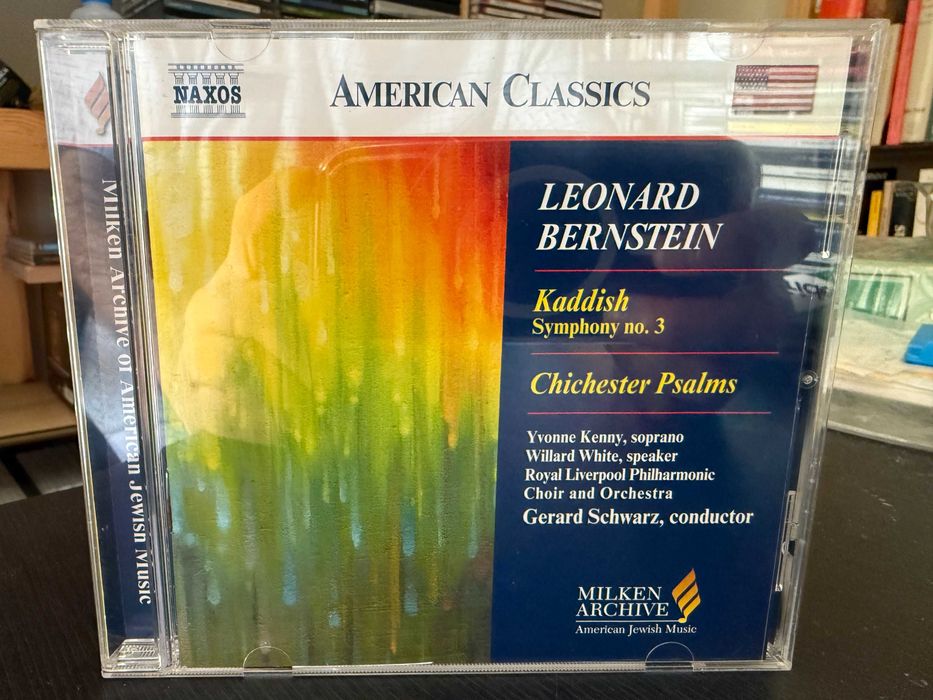 NAXOS
AMERICAN CLASSICS
Milken Archive of American Jewish Music
LEONARD
BERNSTEIN
Kaddish
Symphony no. 3
Chichester Psalms
Yvonne Kenny, soprano
Willard White, speaker
Royal Liverpool Philharmonic
Choir and Orchestra
Gerard Schwarz, conductor
MILKEN
ARCHIVE
American Jewish Music